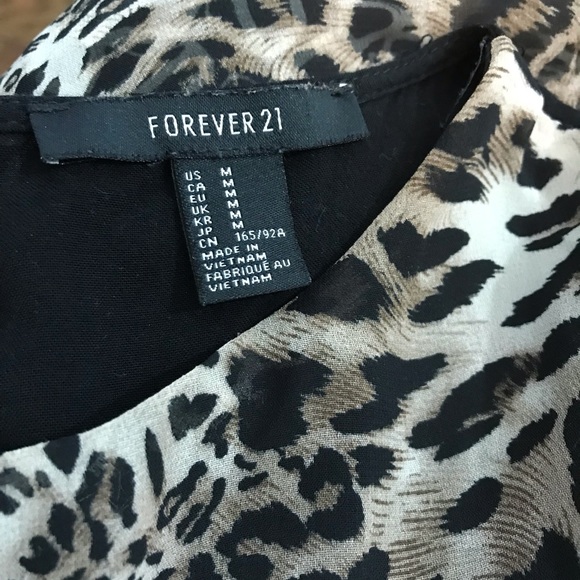 FOREVER 21
US M
CA M
EU M
UK M
KR M
JP M
CN 165/92A
MADE IN
VIETNAM
FABRIQUÉ AU
VIETNAM